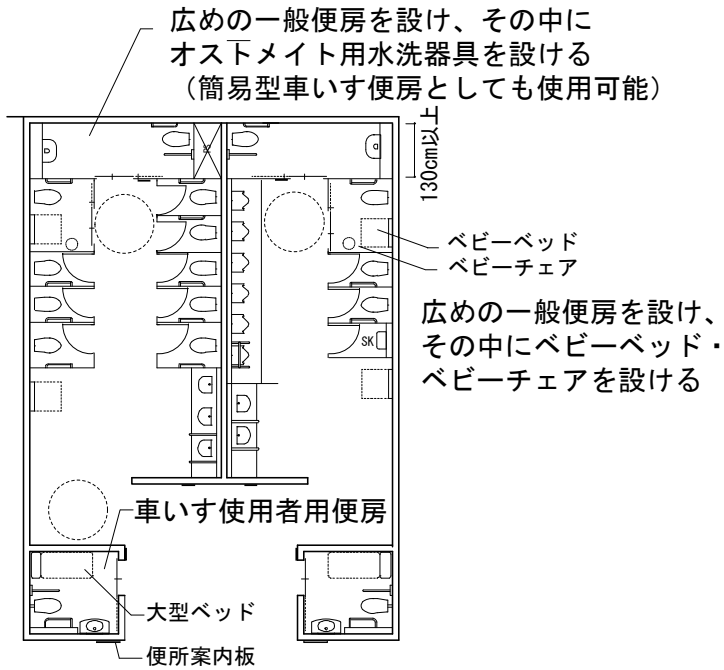 広めの一般便房を設け、その中に
オストメイト用水洗器具を設ける
（簡易型車いす便房としても使用可能）
130cm以上
ベビーベッド
ベビーチェア
広めの一般便房を設け、
その中にベビーベッド・
ベビーチェアを設ける
SK
車いす使用者用便房
大型ベッド
便所案内板